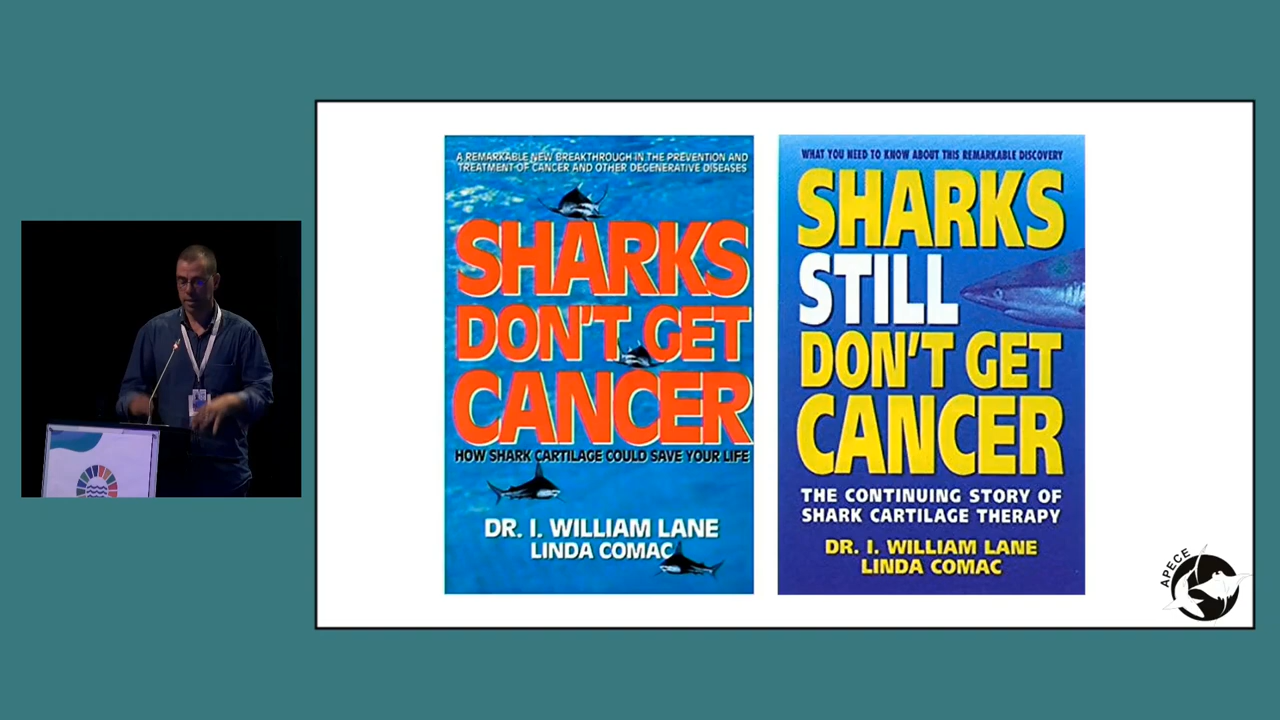 A REMARKABLE NEW BREAKTHROUGH IN THE PREVENTION AND
TREATMENT OF CANCER AND OTHER DEGENERATIVE DISEASES
SHARKS
DON'T GET
CANCER
HOW SHARK CARTILAGE COULD SAVE YOUR LIFE
DR. I. WILLIAM LANE
LINDA COMAC
WHAT YOU NEED TO KNOW ABOUT THIS REMARKABLE DISCOVERY
SHARKS
STILL
DON'T GET
CANCER
THE CONTINUING STORY OF
SHARK CARTILAGE THERAPY
DR. I. WILLIAM LANE
LINDA COMAC
APECE